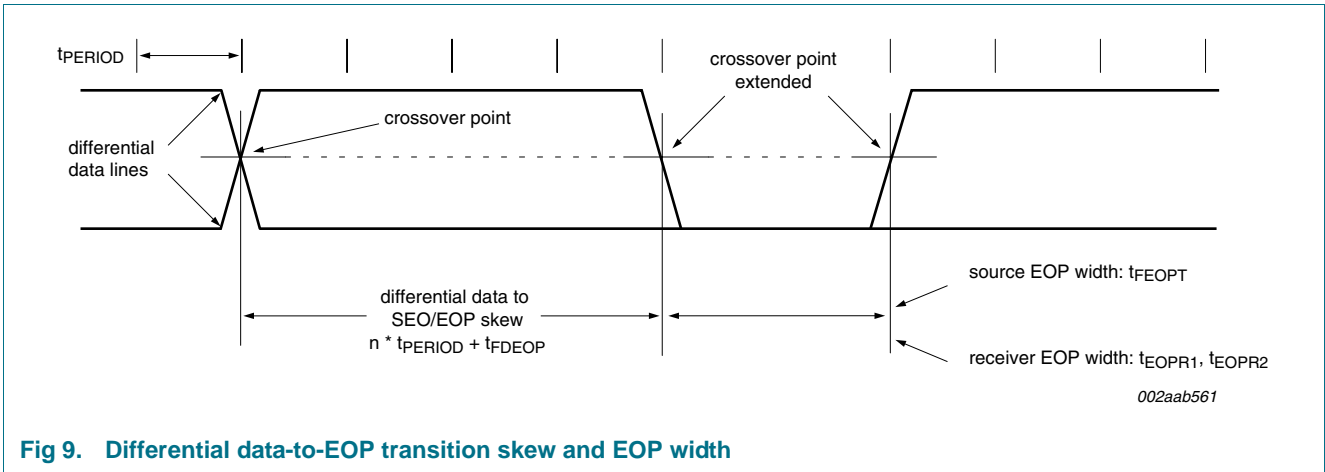 tPERIOD
crossover point
extended
crossover point
differential
data lines
source EOP width: tFEOPT
differential data to
SEO/EOP skew
n * tPERIOD + tFDEOP
receiver EOP width: tEOPR1, tEOPR2
002aab561
Fig 9. Differential data-to-EOP transition skew and EOP width